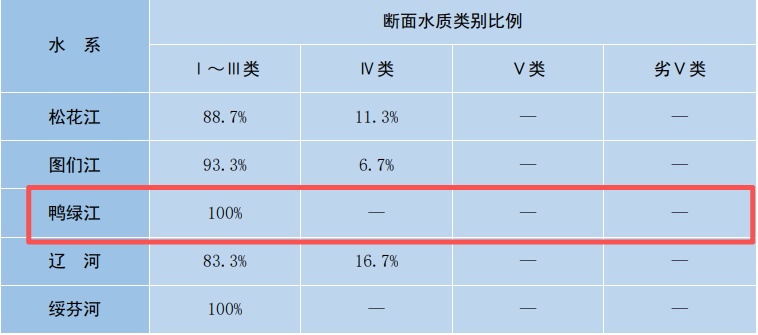 水 系 断面水质类别比例
Ⅰ～Ⅲ类 Ⅳ类 Ⅴ类 劣Ⅴ类
松花江 88.7% 11.3% — —
图们江 93.3% 6.7% — —
鸭绿江 100% — — —
辽 河 83.3% 16.7% — —
绥芬河 100% — — —